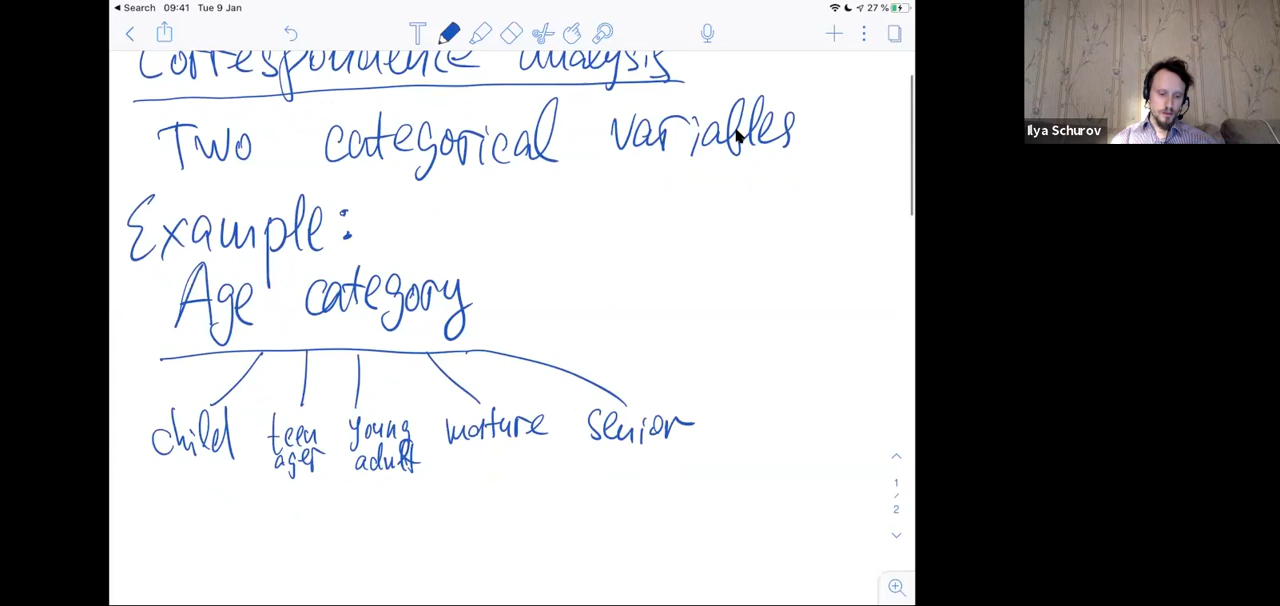 Search 09:41 Tue 9 Jan 27 %
T
Correspondence analysis
Two categorical variables
Example:
Age category
child teen young mature senior
ager adult
1
/
2
Ilya Schurov